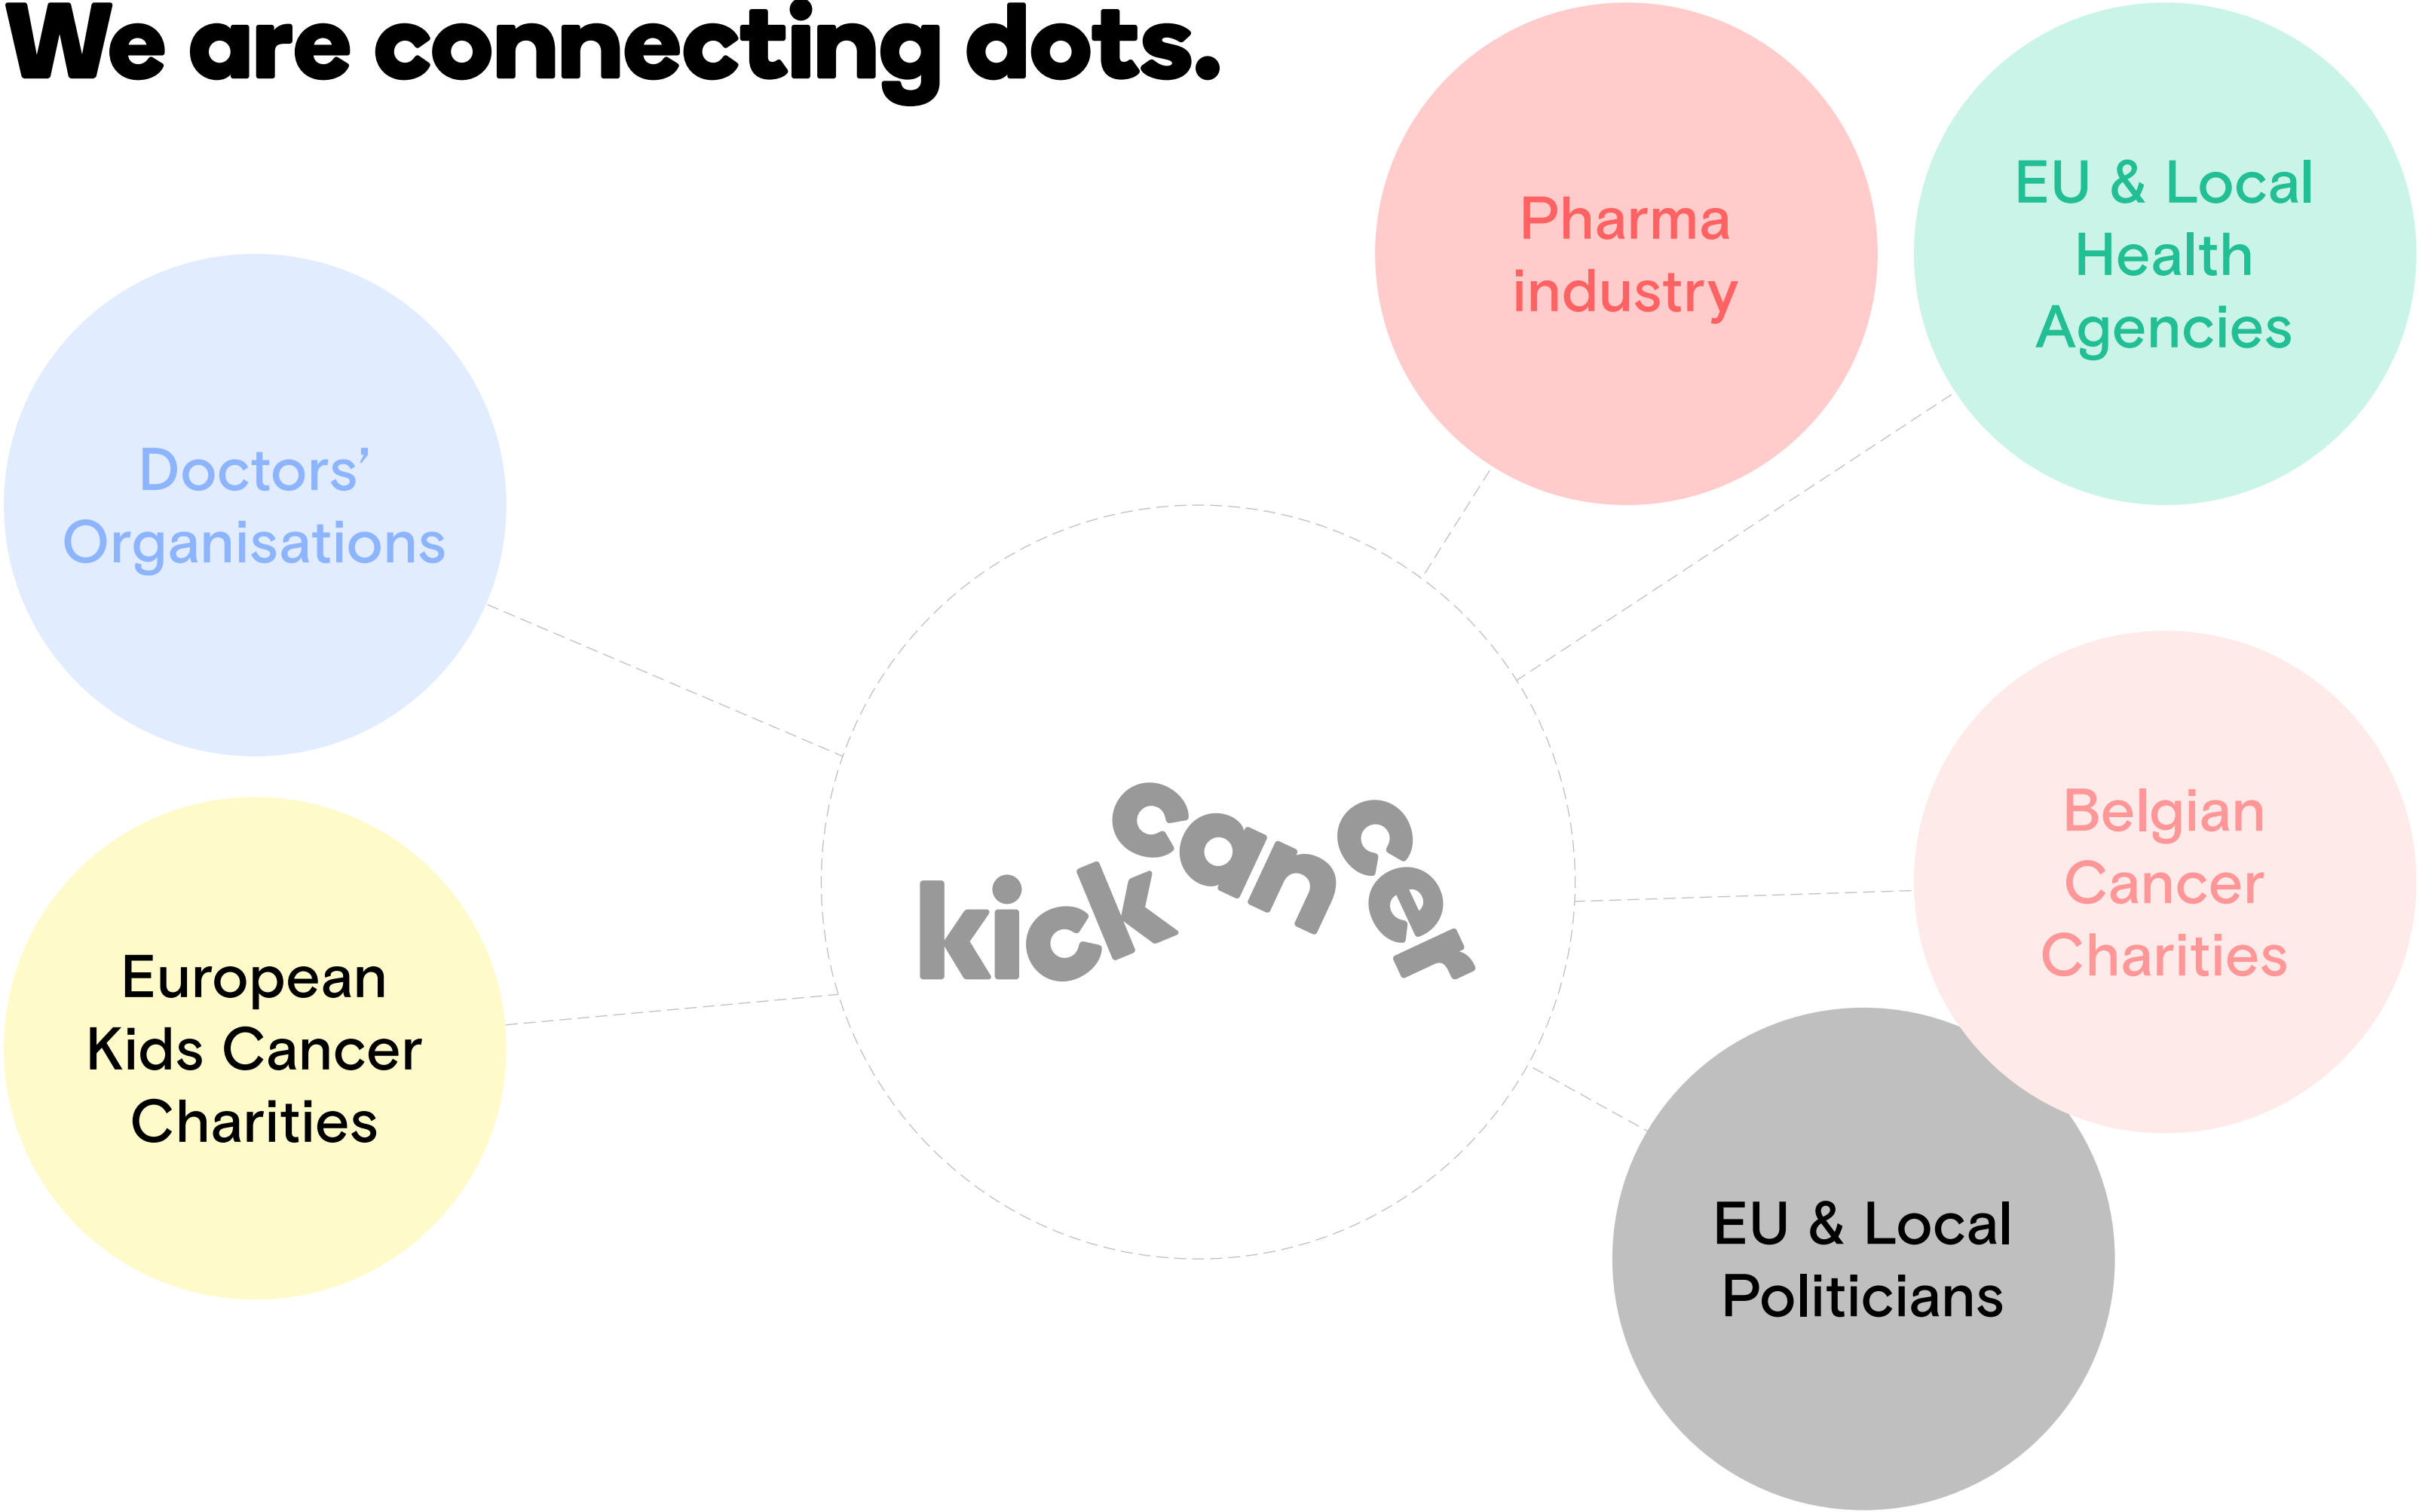 We are connecting dots.
Pharma
industry
EU & Local
Health
Agencies
Doctors’
Organisations
kick cancer
Belgian
Cancer
Charities
European
Kids Cancer
Charities
EU & Local
Politicians